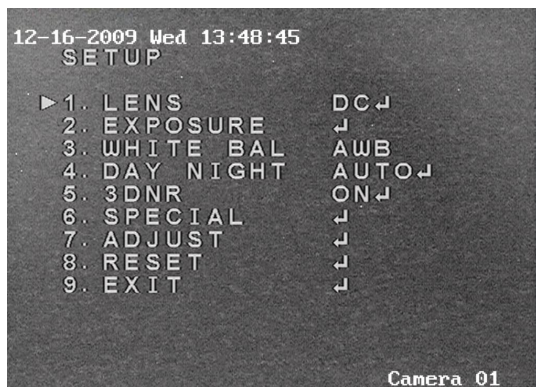 12-16-2009 Wed 13:48:45
SETUP
▷1. LENS DC↲
2. EXPOSURE ↲
3. WHITE BAL AWB
4. DAY NIGHT AUTO↲
5. 3DNR ON↲
6. SPECIAL ↲
7. ADJUST ↲
8. RESET ↲
9. EXIT ↲
Camera 01